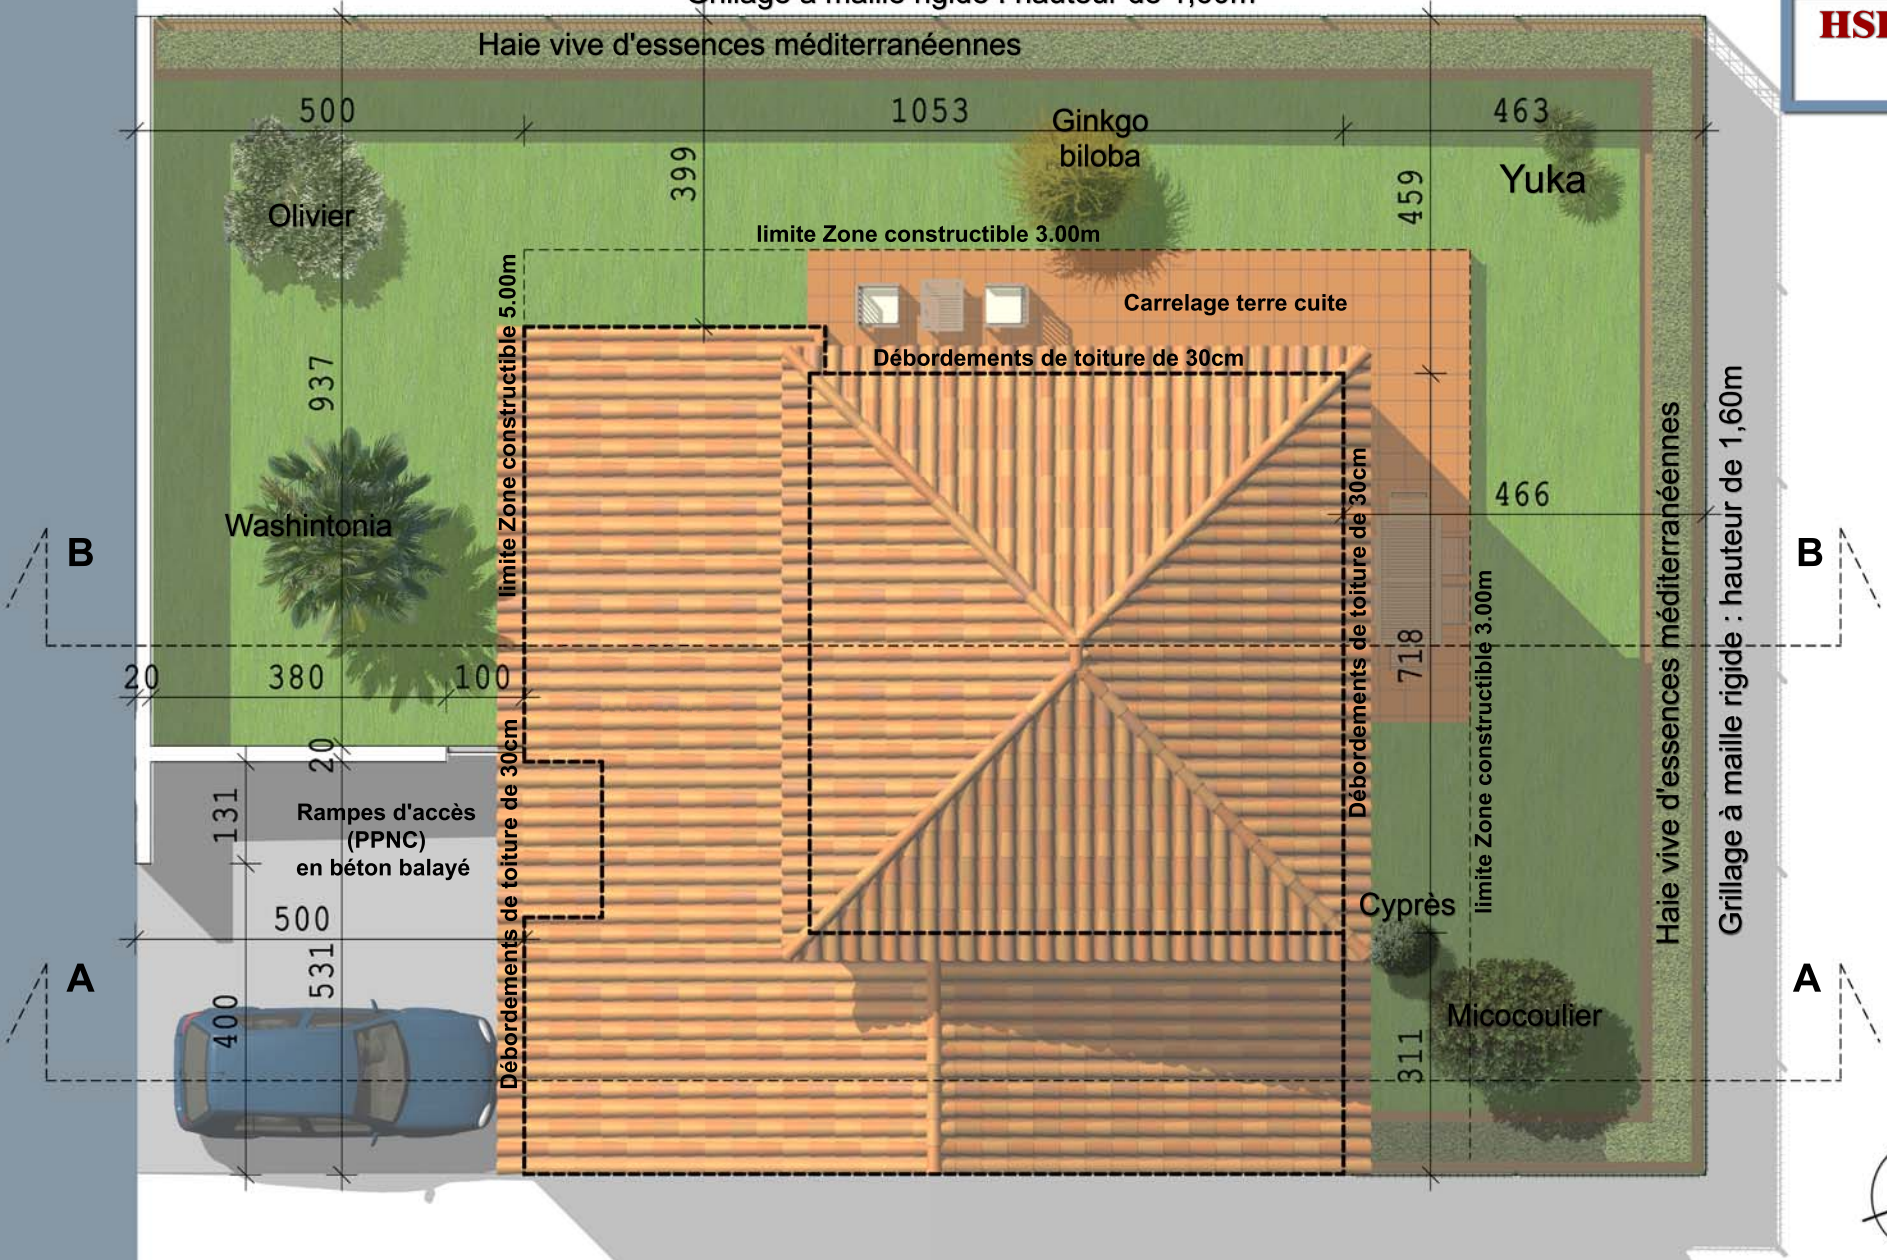 HSE
Haie vive d'essences méditerranéennes
500
1053
463
Ginkgo
biloba
399
459
Yuka
Olivier
limite Zone constructible 3.00m
limite Zone constructible 5.00m
Carrelage terre cuite
Débordements de toiture de 30cm
937
466
Washintonia
B
B
Débordements de toiture de 30cm
718
limite Zone constructible 3.00m
Haie vive d'essences méditerranéennes
Grillage à maille rigide : hauteur de 1,60m
20
380
100
20
131
Rampes d'accès
(PPNC)
en béton balayé
Débordements de toiture de 30cm
500
531
400
Cyprès
A
A
Micocoulier
311